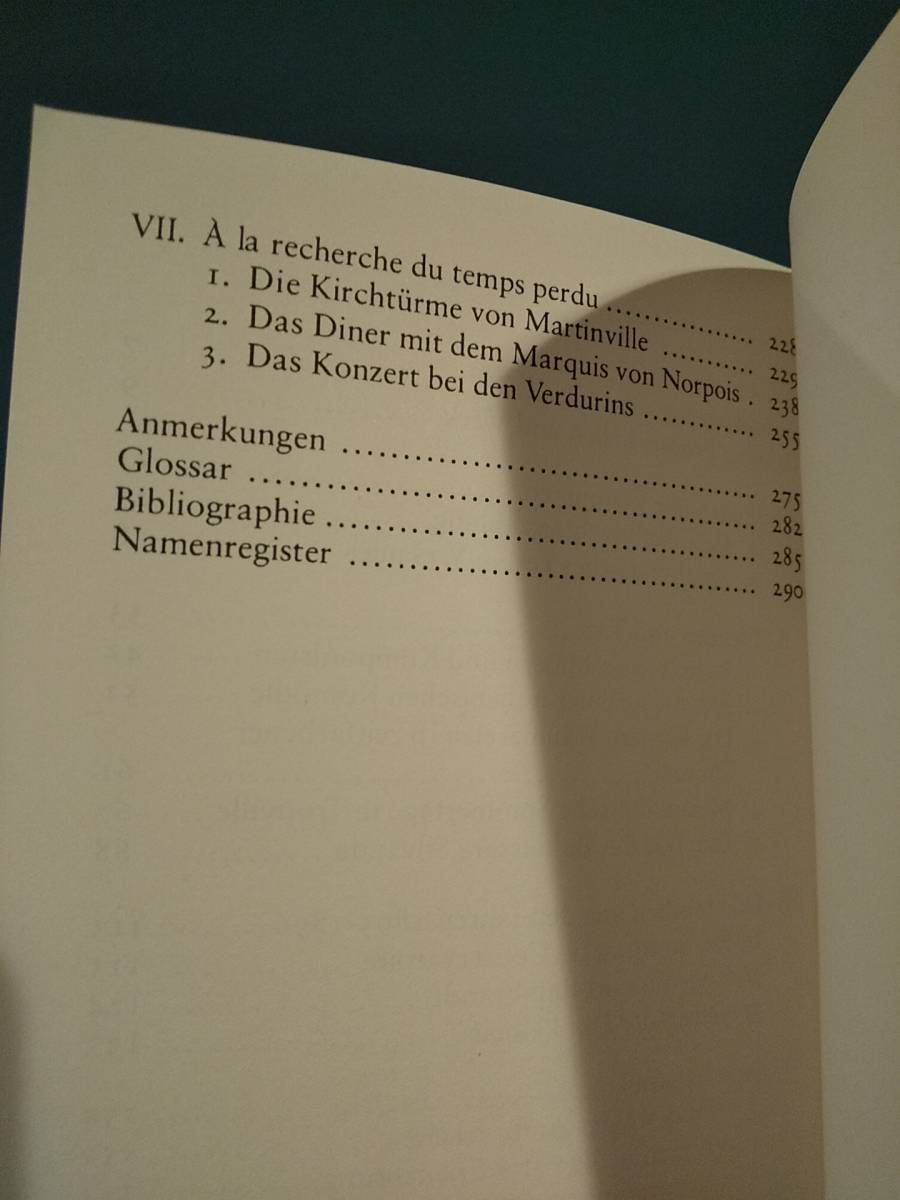 VII. À la recherche du temps perdu ................. 228
1. Die Kirchtürme von Martinville ........... 229
2. Das Diner mit dem Marquis von Norpois . 238
3. Das Konzert bei den Verdurins ............. 255
Anmerkungen ........................................ 275
Glossar ................................................. 282
Bibliographie .......................................... 285
Namenregister ....................................... 290